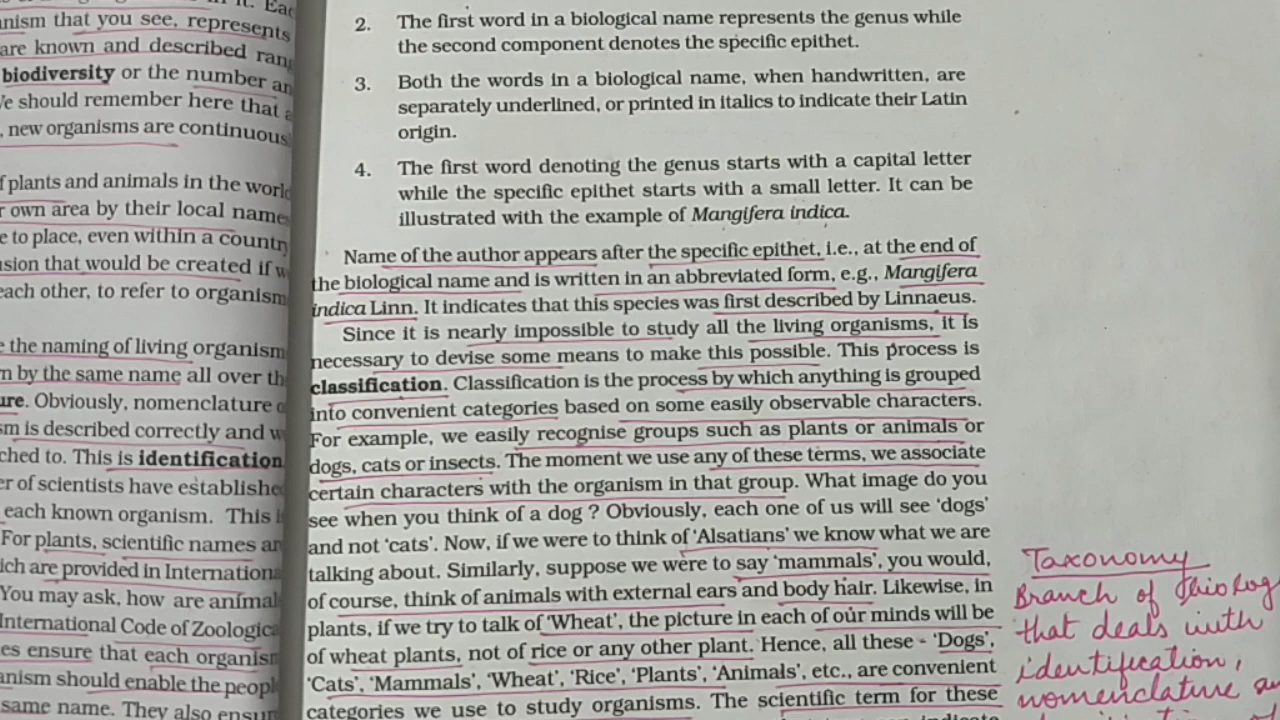 in it. Each
nism that you see, represents
are known and described
biodiversity or the number
e should remember here that
, new organisms are
f plants and animals in the world
r own area by their local
e to place, even within a
sion that would be created if
each other, to refer to
e the naming of living
n by the same name all over
ure. Obviously, nomenclature
sm is described correctly and
ched to. This is identification
er of scientists have
each known organism. This
For plants, scientific names
ich are provided in
You may ask, how are
International Code of
es ensure that each
anism should enable the
same name. They also
2. The first word in a biological name represents the genus while
the second component denotes the specific epithet.
3. Both the words in a biological name, when handwritten, are
separately underlined, or printed in italics to indicate their Latin
origin.
4. The first word denoting the genus starts with a capital letter
while the specific epithet starts with a small letter. It can be
illustrated with the example of Mangifera indica.
Name of the author appears after the specific epithet, i.e., at the end of
the biological name and is written in an abbreviated form, e.g., Mangifera
indica Linn. It indicates that this species was first described by Linnaeus.
Since it is nearly impossible to study all the living organisms, it is
necessary to devise some means to make this possible. This process is
classification. Classification is the process by which anything is grouped
into convenient categories based on some easily observable characters.
For example, we easily recognise groups such as plants or animals or
dogs, cats or insects. The moment we use any of these terms, we associate
certain characters with the organism in that group. What image do you
see when you think of a dog ? Obviously, each one of us will see ‘dogs’
and not ‘cats’. Now, if we were to think of ‘Alsatians’ we know what we are
talking about. Similarly, suppose we were to say ‘mammals’, you would,
of course, think of animals with external ears and body hair. Likewise, in
plants, if we try to talk of ‘Wheat’, the picture in each of our minds will be
of wheat plants, not of rice or any other plant. Hence, all these - ‘Dogs’,
‘Cats’, ‘Mammals’, ‘Wheat’, ‘Rice’, ‘Plants’, ‘Animals’, etc., are convenient
categories we use to study organisms. The scientific term for these
Taxonomy
Branch of
that deals with
identification,
nomenclature